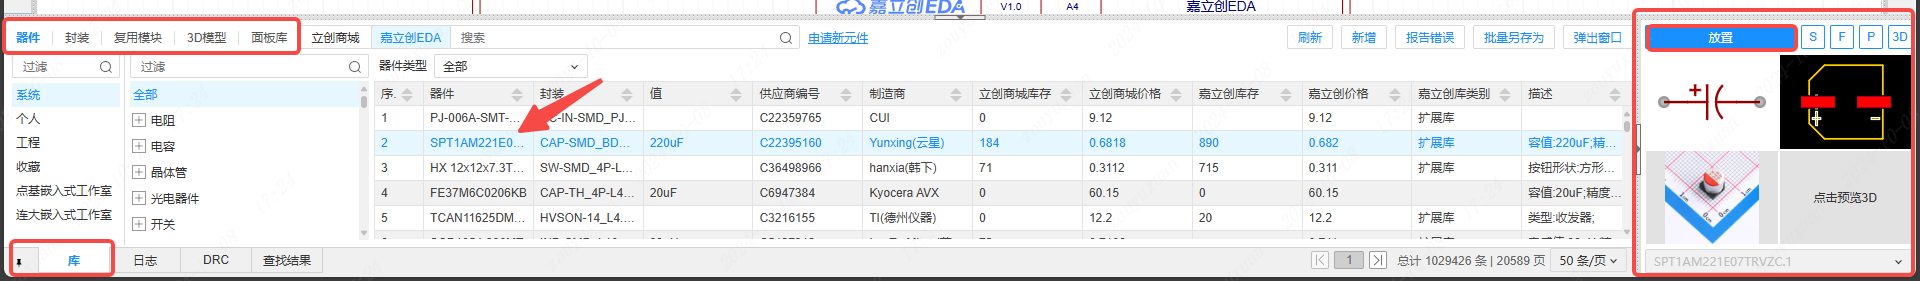 嘉立创EDA V1.0 A4 嘉立创EDA
器件 封装 复用模块 3D模型 面板库 立创商城 嘉立创EDA 搜索 申请新元件 刷新 新增 报告错误 批量另存为 弹出窗口
过滤 过滤 器件类型 全部
系统
个人
工程
收藏
点基嵌入式工作室
连大嵌入式工作室
全部
电阻
电容
晶体管
光电器件
开关
序. 器件 封装 值 供应商编号 制造商 立创商城库存 立创商城价格 嘉立创库存 嘉立创价格 嘉立创库类别 描述
1 PJ-006A-SMT-... C-IN-SMD_PJ... C22359765 CUI 0 9.12 9.12 扩展库
2 SPT1AM221E0... CAP-SMD_BD... 220uF C22395160 Yunxing(云星) 184 0.6818 890 0.682 扩展库 容值:220uF;精...
3 HX 12x12x7.3T... SW-SMD_4P-L... C36498966 hanxia(韩下) 71 0.3112 715 0.311 扩展库 按钮形状:方形...
4 FE37M6C0206KB CAP-TH_4P-L4... 20uF C6947384 Kyocera AVX 0 60.15 0 60.15 容值:20uF;精度...
5 TCAN11625DM... HVSON-14_L4.... C3216155 TI(德州仪器) 0 12.2 20 12.2 扩展库 类型:收发器;
库 日志 DRC 查找结果
1 总计 1029426 条 | 20589 页 50 条/页
放置 S F P 3D
点击预览3D
SPT1AM221E07TRVZC.1